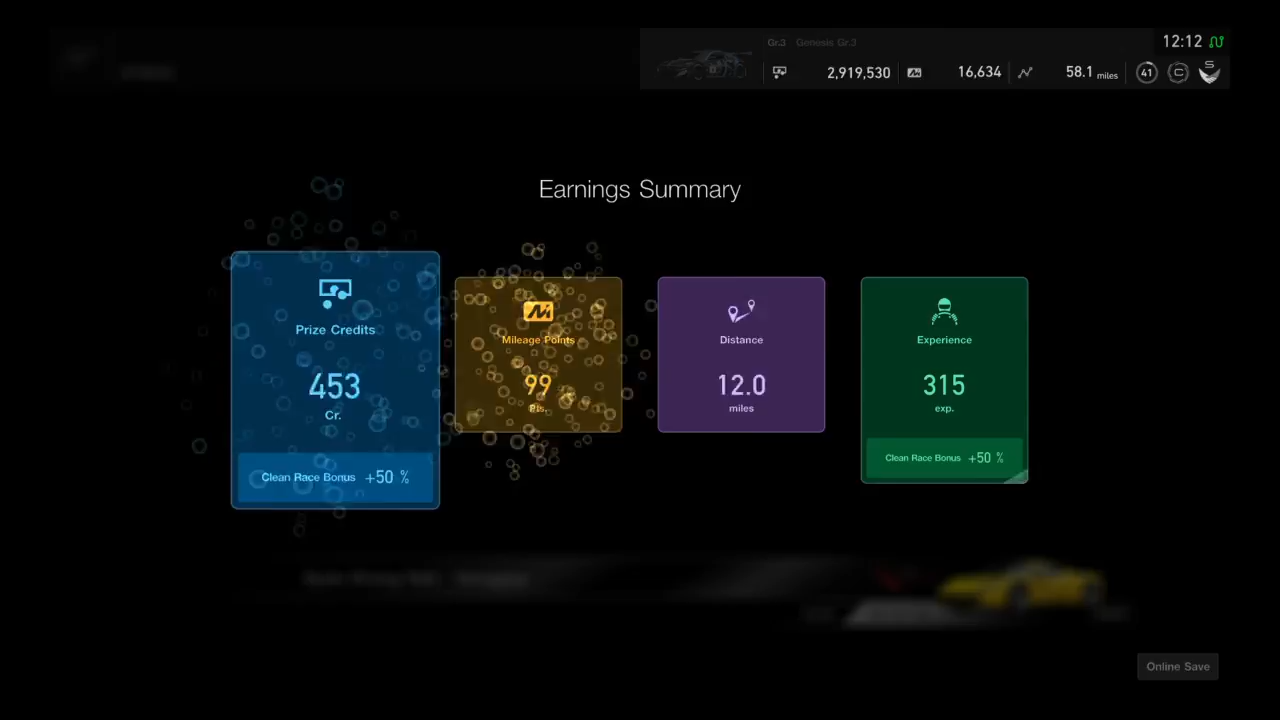 Gr.3 Genesis Gr.3
12:12
2,919,530
16,634
58.1 miles
41
C
S
Earnings Summary
Prize Credits
453
Cr.
Clean Race Bonus +50 %
Mileage Points
99
Pts.
Distance
12.0
miles
Experience
315
exp.
Clean Race Bonus +50 %
Online Save